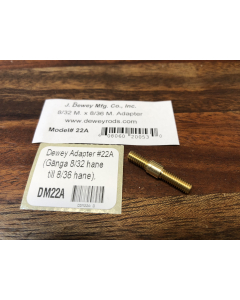 J. Dewey Mfg. Co., Inc.
8/32 M. x 8/36 M. Adapter
www.deweyrods.com
Model# 22A
Dewey Adapter #22A
(Gänga 8/32 hane
till 8/36 hane).
DM22A